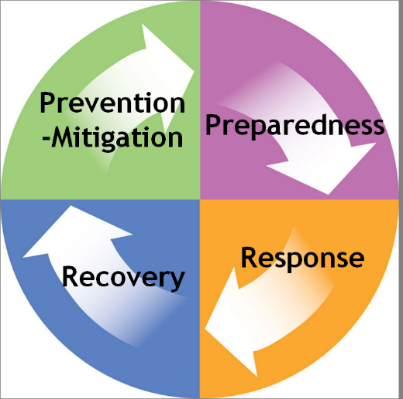 Prevention
-Mitigation
Preparedness
Response
Recovery